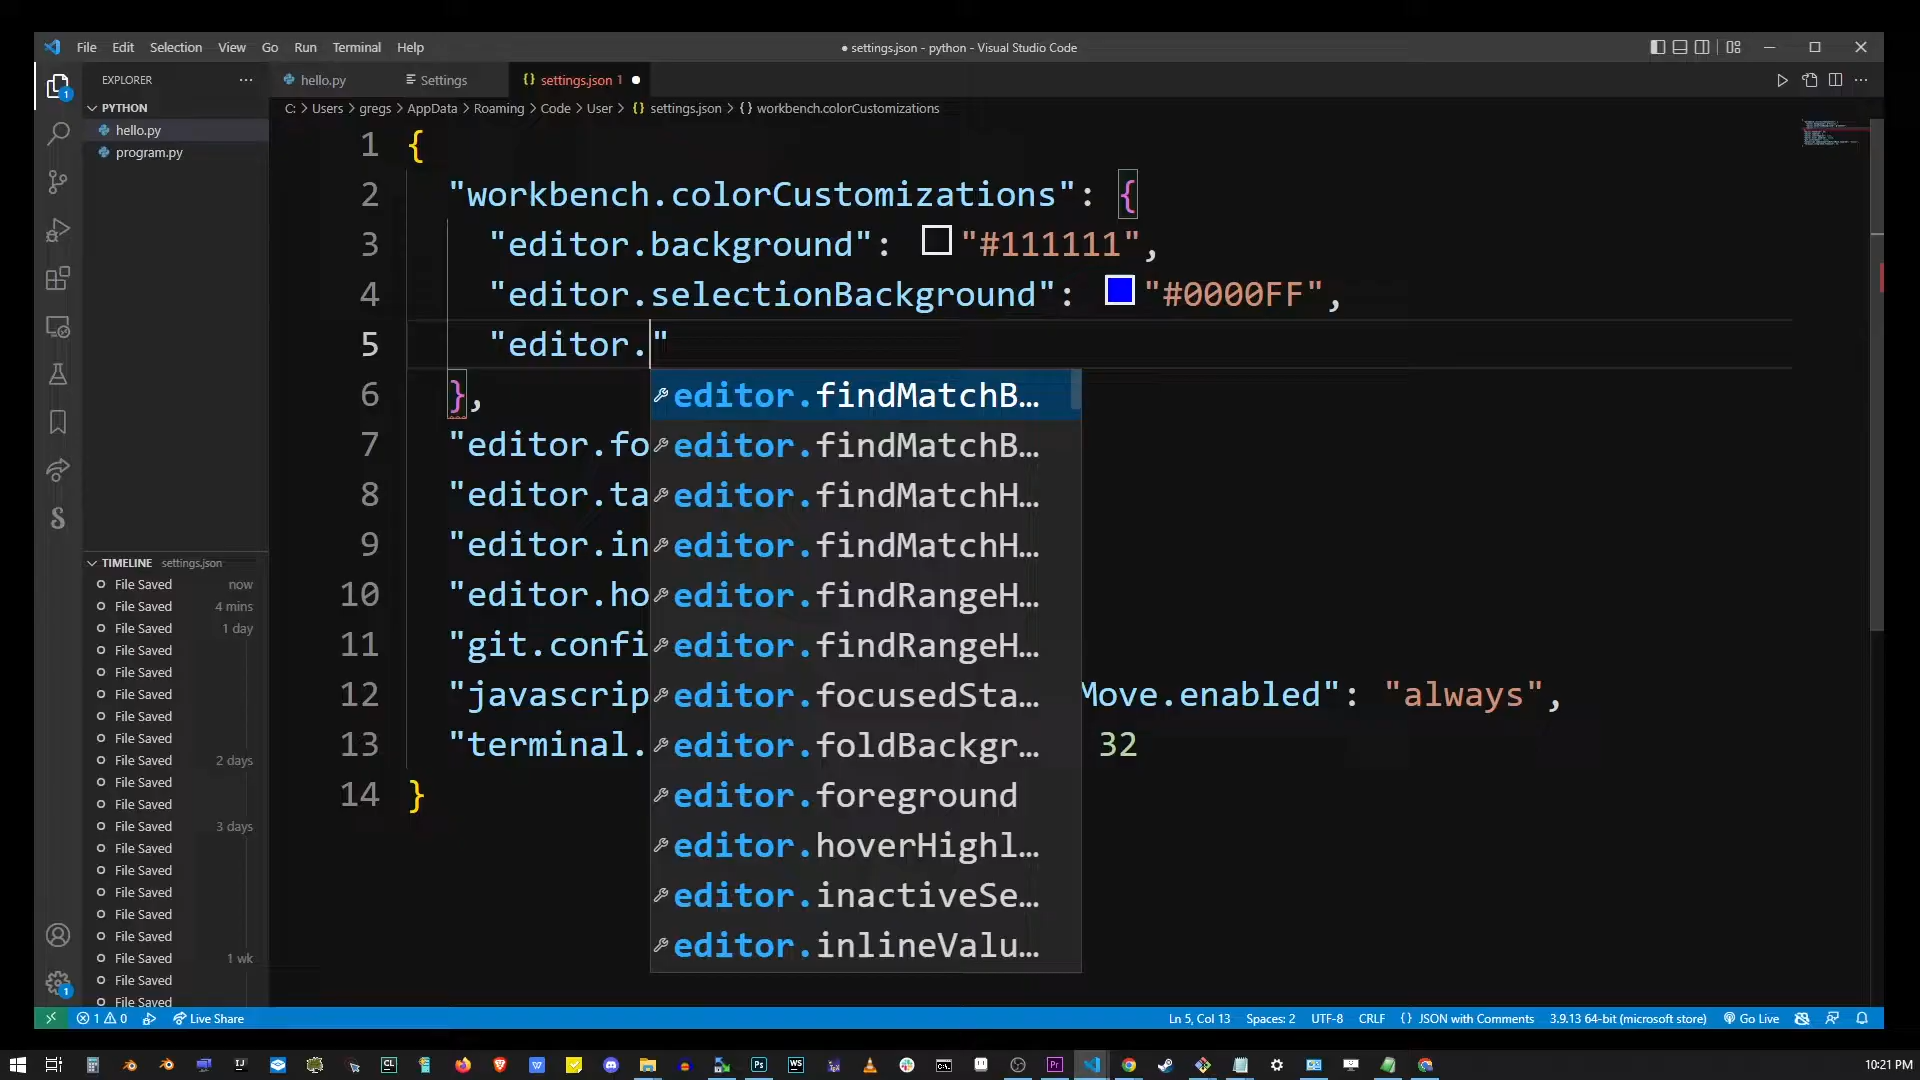 File Edit Selection View Go Run Terminal Help
● settings.json - python - Visual Studio Code
EXPLORER ···
hello.py
Settings
settings.json 1 ●
C: > Users > gregs > AppData > Roaming > Code > User > {} settings.json > {} workbench.colorCustomizations
PYTHON
hello.py
program.py
1 {
2 "workbench.colorCustomizations": {
3 "editor.background": "#111111",
4 "editor.selectionBackground": "#0000FF",
5 "editor."
6 },
7 "editor.fo
8 "editor.ta
9 "editor.in
10 "editor.ho
11 "git.confi
12 "javascrip Move.enabled": "always",
13 "terminal. 32
14 }
editor.findMatchB…
editor.findMatchB…
editor.findMatchH…
editor.findMatchH…
editor.findRangeH…
editor.findRangeH…
editor.focusedSta…
editor.foldBackgr…
editor.foreground
editor.hoverHighl…
editor.inactiveSe…
editor.inlineValu…
TIMELINE settings.json
File Saved now
File Saved 4 mins
File Saved 1 day
File Saved
File Saved
File Saved
File Saved
File Saved
File Saved 2 days
File Saved
File Saved
File Saved 3 days
File Saved
File Saved
File Saved
File Saved
File Saved
File Saved 1 wk
File Saved
File Saved
1 0 Live Share
Ln 5, Col 13 Spaces: 2 UTF-8 CRLF {} JSON with Comments 3.9.13 64-bit (microsoft store) Go Live
10:21 PM